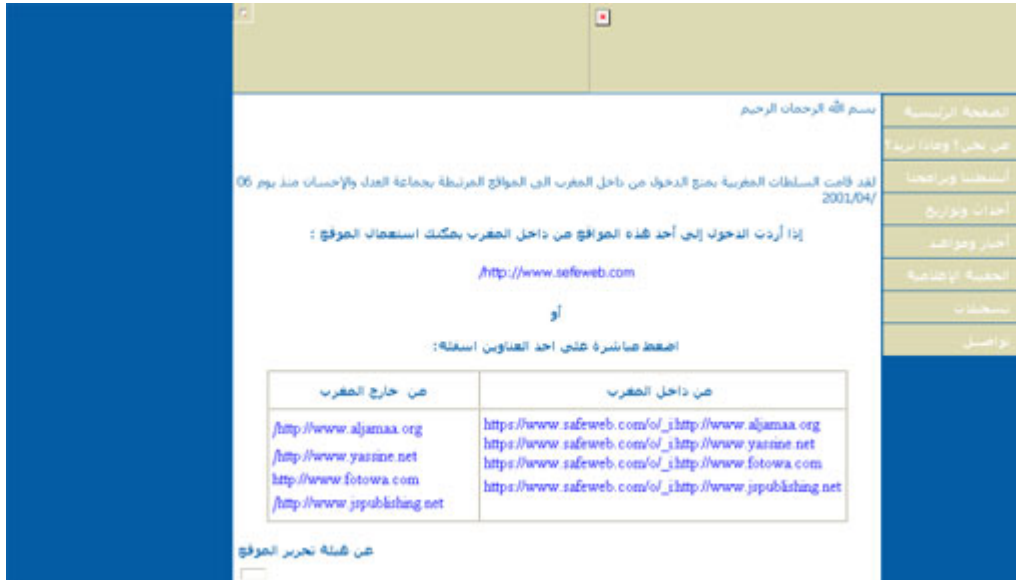 بسم الله الرحمان الرحيم
لقد قامت السلطات المغربية بمنع الدخول من داخل المغرب الى المواقع المرتبطة بجماعة العدل والإحسان منذ يوم 06
/2001/04
إذا أردت الدخول إلى أحد هذه المواقع من داخل المغرب يمكنك استعمال الموقع :
/http://www.sefeweb.com
أو
اضغط مباشرة على احد العناوين اسفله:
من داخل المغرب
https://www.safeweb.com/o/_i:http://www.aljamaa.org
https://www.safeweb.com/o/_i:http://www.yassine.net
https://www.safeweb.com/o/_i:http://www.fotowa.com
https://www.safeweb.com/o/_i:http://www.jspublishing.net
من خارج المغرب
/http://www.aljamaa.org
/http://www.yassine.net
http://www.fotowa.com
/http://www.jspublishing.net
عن هيئة تحرير الموقع
الصفحة الرئيسية
من نحن؟ وماذا نريد؟
أنشطتنا وبرامجنا
أحداث وتواريخ
أخبار ومواعد
الحقيبة الإعلامية
تسجيلات
تواصل